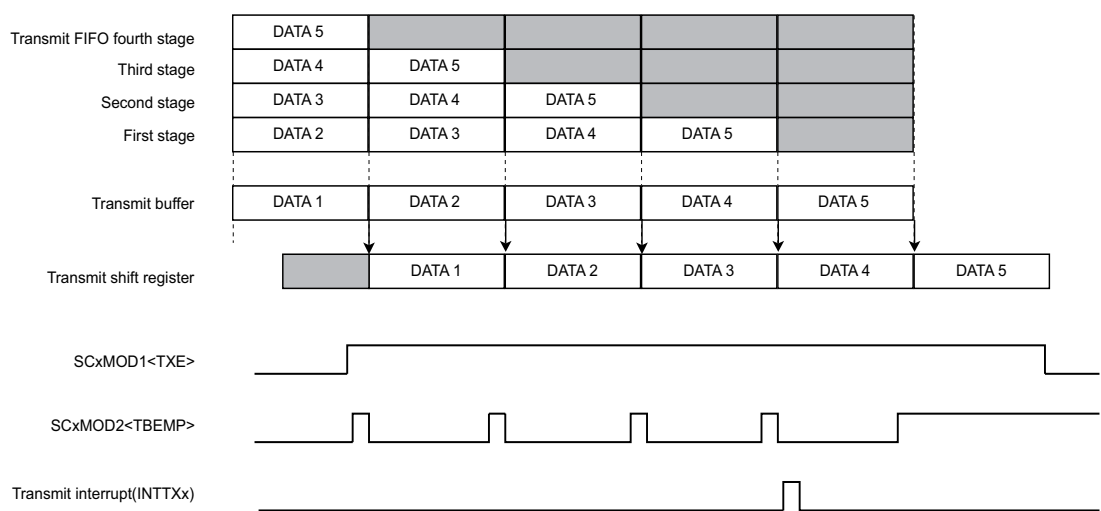 Transmit FIFO fourth stage DATA 5
Third stage DATA 4 DATA 5
Second stage DATA 3 DATA 4 DATA 5
First stage DATA 2 DATA 3 DATA 4 DATA 5
Transmit buffer DATA 1 DATA 2 DATA 3 DATA 4 DATA 5
Transmit shift register DATA 1 DATA 2 DATA 3 DATA 4 DATA 5
SCxMOD1<TXE>
SCxMOD2<TBEMP>
Transmit interrupt(INTTXx)